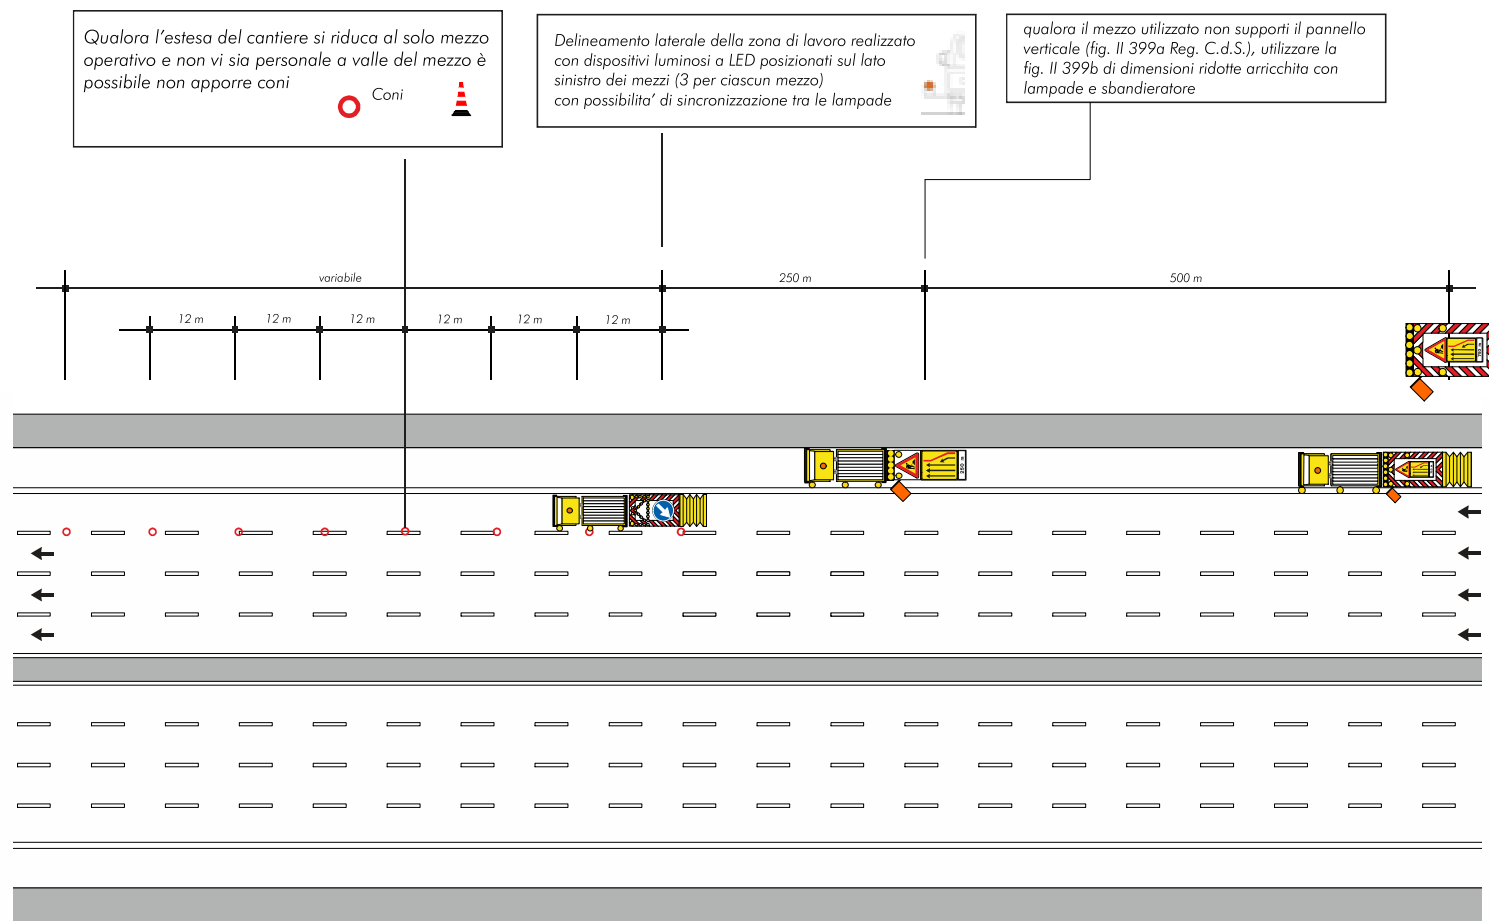 Qualora l'estesa del cantiere si riduca al solo mezzo
operativo e non vi sia personale a valle del mezzo è
possibile non apporre coni
Coni
Delineamento laterale della zona di lavoro realizzato
con dispositivi luminosi a LED posizionati sul lato
sinistro dei mezzi (3 per ciascun mezzo)
con possibilita' di sincronizzazione tra le lampade
qualora il mezzo utilizzato non supporti il pannello
verticale (fig. II 399a Reg. C.d.S.), utilizzare la
fig. II 399b di dimensioni ridotte arricchita con
lampade e sbandieratore
variabile
250 m
500 m
12 m
12 m
12 m
12 m
12 m
12 m
750 m
250 m